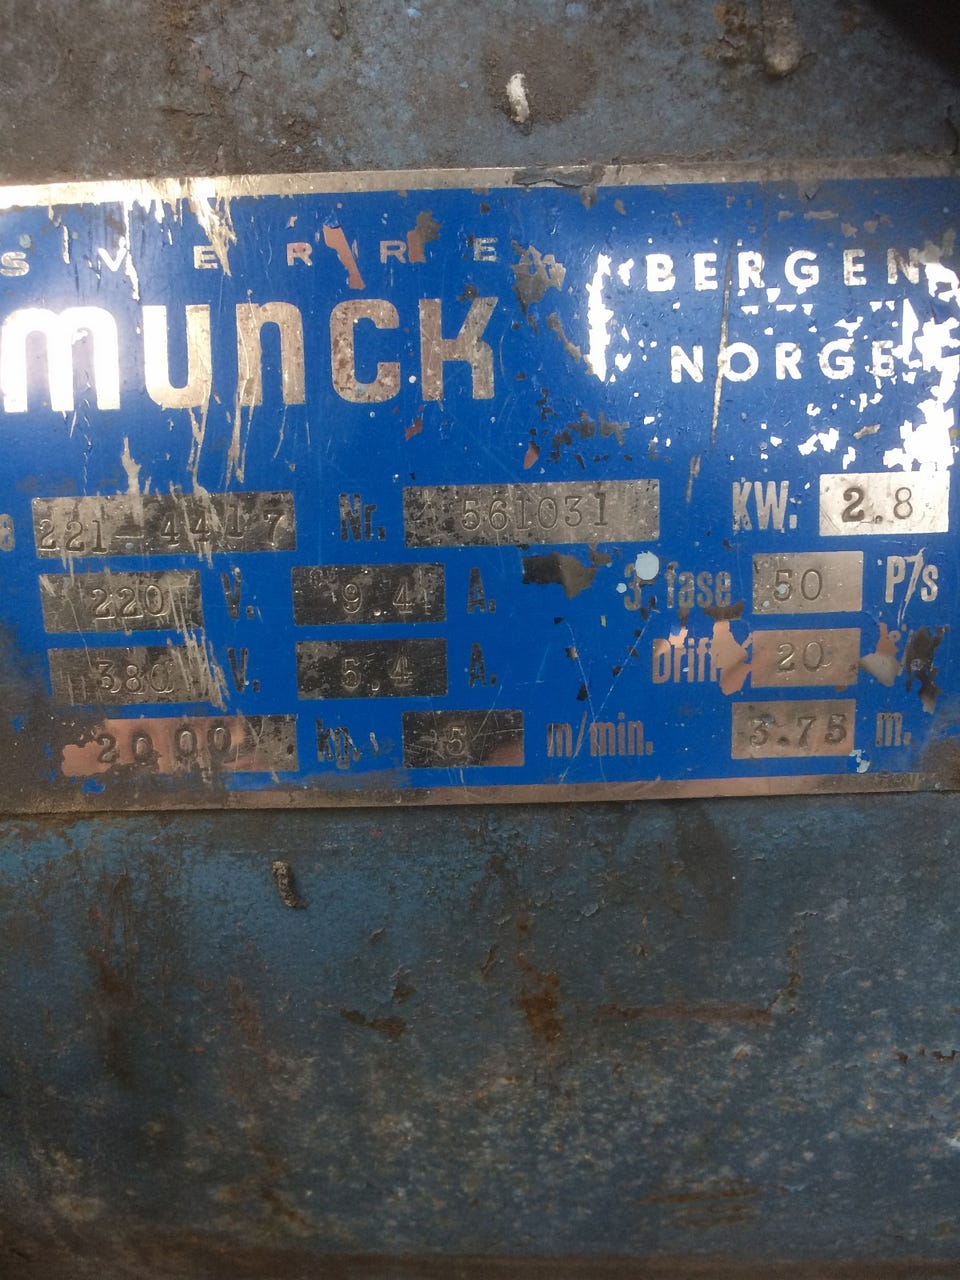 SVERRE
munck
BERGEN
NORGE
221-4417 Nr. 561031 KW. 2.8
220 V. 9.4 A. 3. fase 50 P/s
380 V. 5.4 A. Drift 20
2000 kg. 5 m/min. 3.75 m.